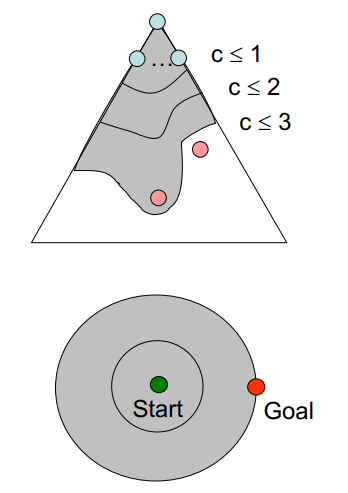 ...
c ≤ 1
c ≤ 2
c ≤ 3
Start
Goal